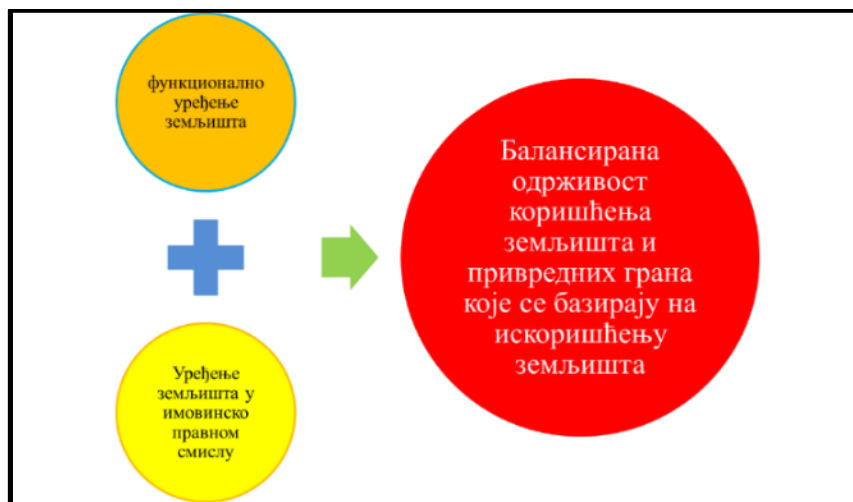 функционално
уређење
земљишта
Уређење
земљишта у
имовинско
правном
смислу
Балансирана
одрживост
коришћења
земљишта и
привредних грана
које се базирају на
искоришћењу
земљишта